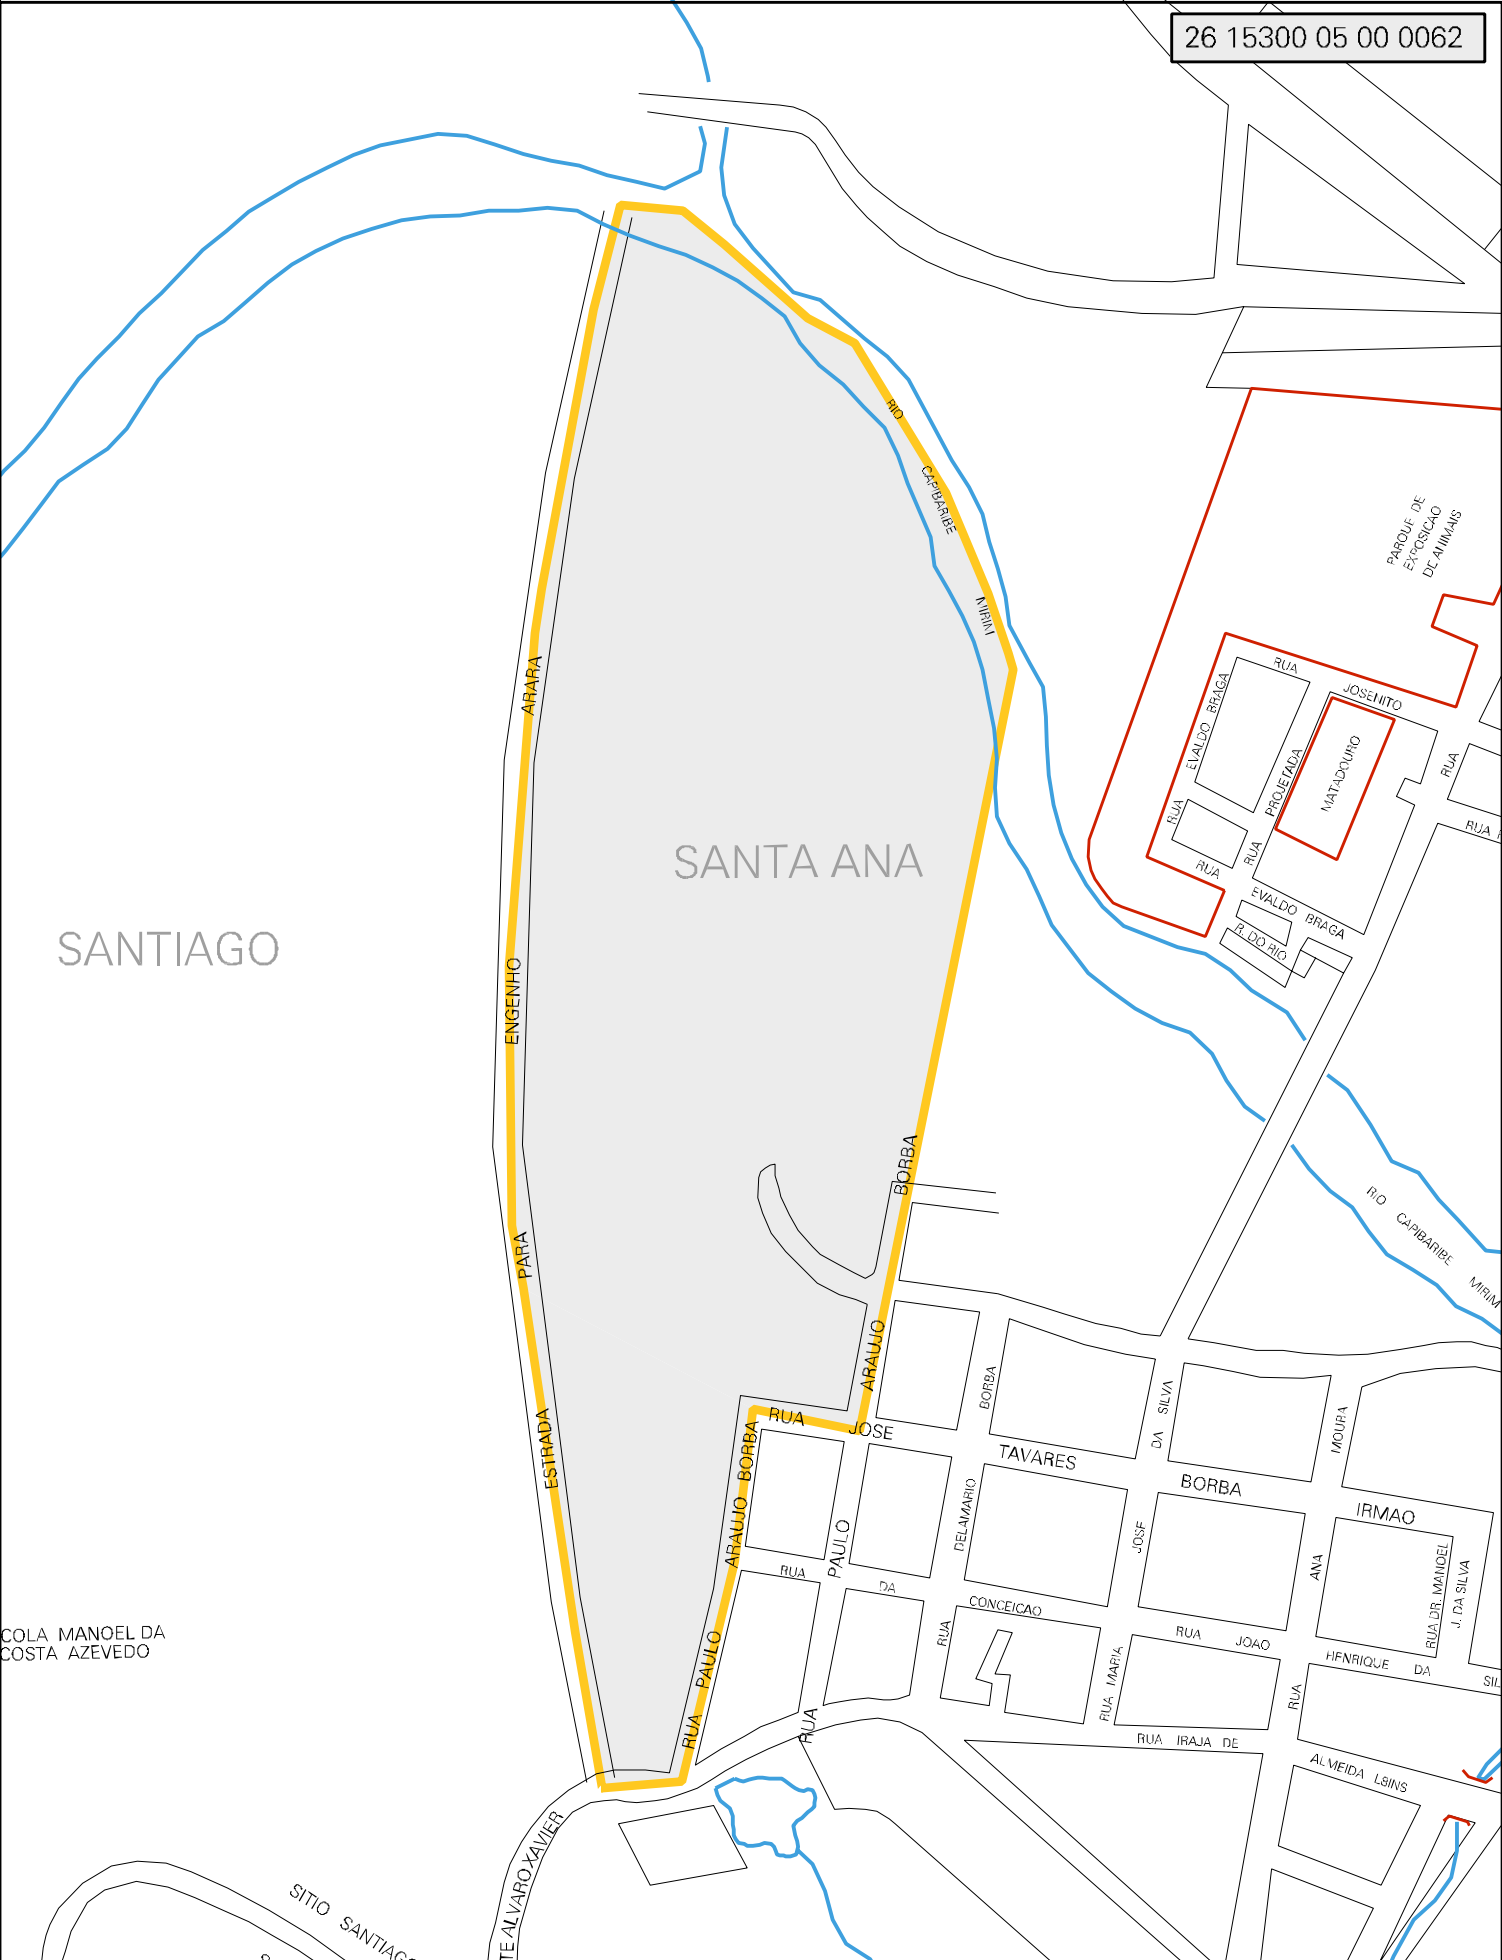 26 15300 05 00 0062
RIO
CAPIBARIBE
MIRIM
PARQUE DE
EXPOSICAO
DE ANIMAIS
ARARA
RUA
JOSENITO
EVALDO BRAGA
PROJETADA
MATADOURO
RUA
RUA
RUA
RUA
RUA
SANTA ANA
SANTIAGO
EVALDO BRAGA
R. DO RIO
ENGENHO
BORBA
RIO CAPIBARIBE MIRIM
PARA
ARAUJO
BORBA
DA SILVA
MOURA
ESTRADA
RUA JOSE
TAVARES
BORBA
IRMAO
ARAUJO BORBA
PAULO
DELAMARIO
JOSE
ANA
RUA DR. MANOEL
J. DA SILVA
RUA DA
CONCEICAO
RUA
RUA JOAO
HENRIQUE DA SIL
COLA MANOEL DA
COSTA AZEVEDO
RUA PAULO
RUA
RUA MARIA
RUA
RUA IRAJA DE
ALMEIDA LSINS
TE ALVARO XAVIER
SITIO SANTIAGO